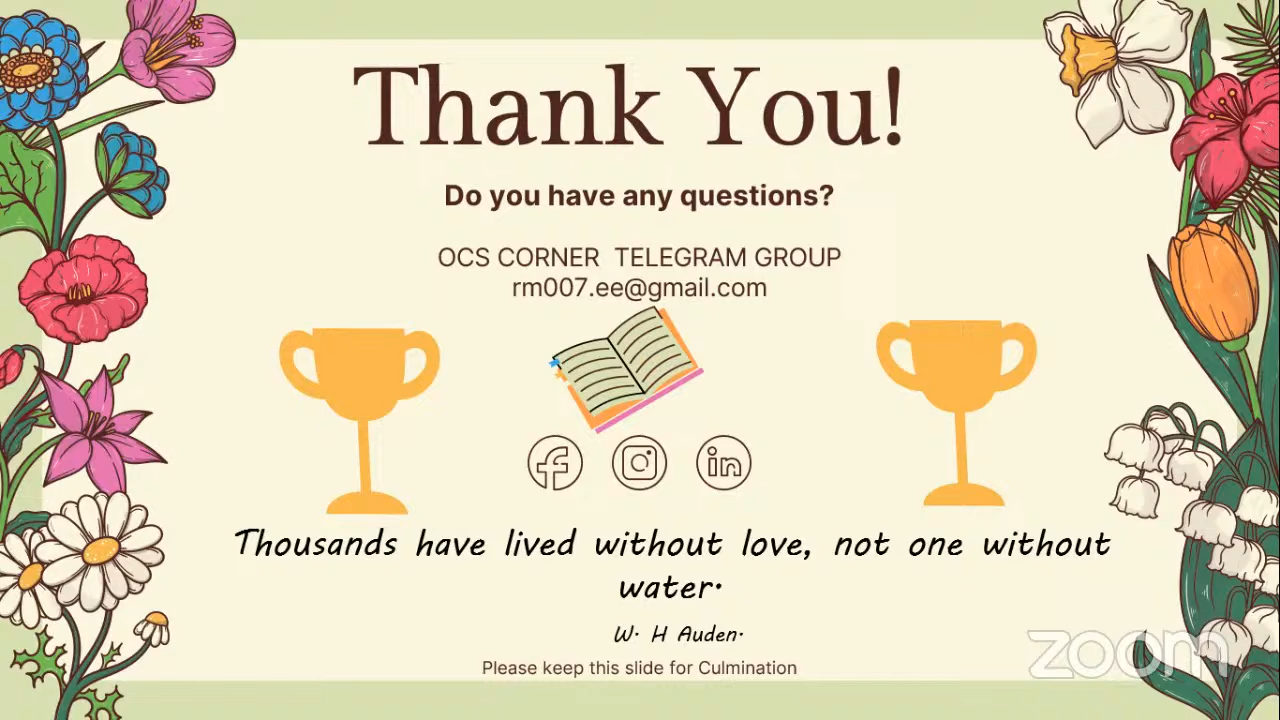 Thank You!
Do you have any questions?
OCS CORNER TELEGRAM GROUP
rm007.ee@gmail.com
Thousands have lived without love, not one without
water.
W. H Auden.
Please keep this slide for Culmination
zoom